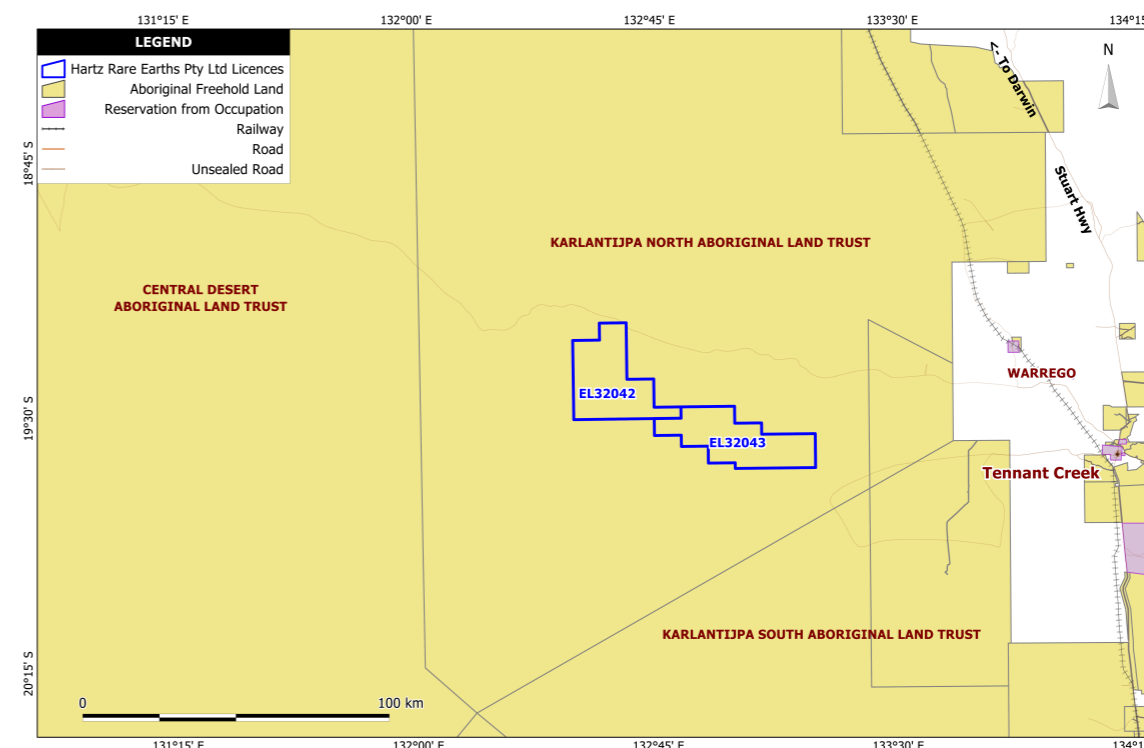 131°15' E
132°00' E
132°45' E
133°30' E
134°15
LEGEND
Hartz Rare Earths Pty Ltd Licences
Aboriginal Freehold Land
Reservation from Occupation
Railway
Road
Unsealed Road
<- To Darwin
N
18°45' S
Stuart Hwy
KARLANTIJPA NORTH ABORIGINAL LAND TRUST
CENTRAL DESERT
ABORIGINAL LAND TRUST
WARREGO
EL32042
19°30' S
EL32043
Tennant Creek
KARLANTIJPA SOUTH ABORIGINAL LAND TRUST
20°15' S
0
100 km
131°15' E
132°00' E
132°45' E
133°30' E